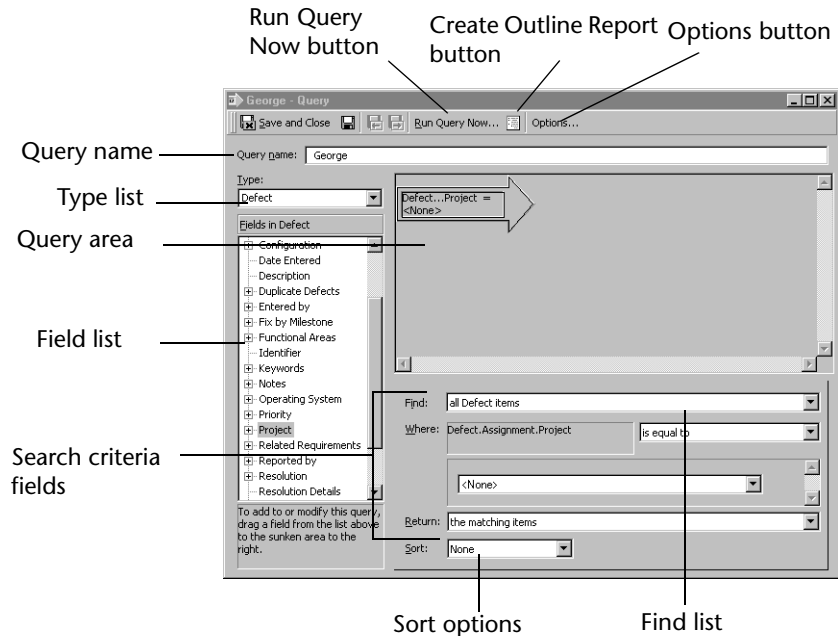 Run Query
Now button
Create Outline Report
button
Options button
George - Query
Save and Close
Run Query Now...
Options...
Query name
Query name: George
Type list
Type:
Defect
Defect...Project =
<None>
Query area
Fields in Defect
Configuration
Date Entered
Description
Duplicate Defects
Entered by
Fix by Milestone
Functional Areas
Field list
Identifier
Keywords
Notes
Operating System
Priority
Project
Related Requirements
Reported by
Resolution
Resolution Details
Search criteria
fields
Find: all Defect items
Where: Defect.Assignment.Project is equal to
<None>
To add to or modify this query,
drag a field from the list above
to the sunken area to the
right.
Return: the matching items
Sort: None
Sort options
Find list